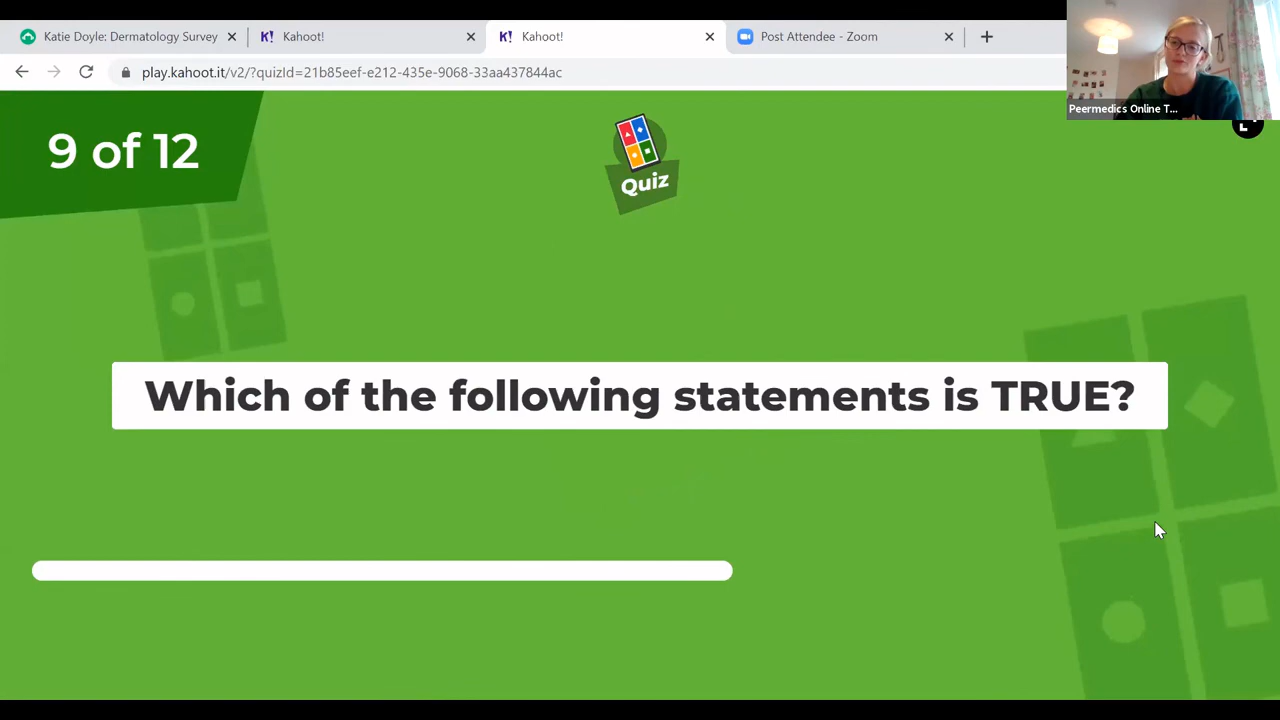 Katie Doyle: Dermatology Survey
K! Kahoot!
K! Kahoot!
Post Attendee - Zoom
play.kahoot.it/v2/?quizId=21b85eef-e212-435e-9068-33aa437844ac
Peermedics Online T...
9 of 12
Quiz
Which of the following statements is TRUE?